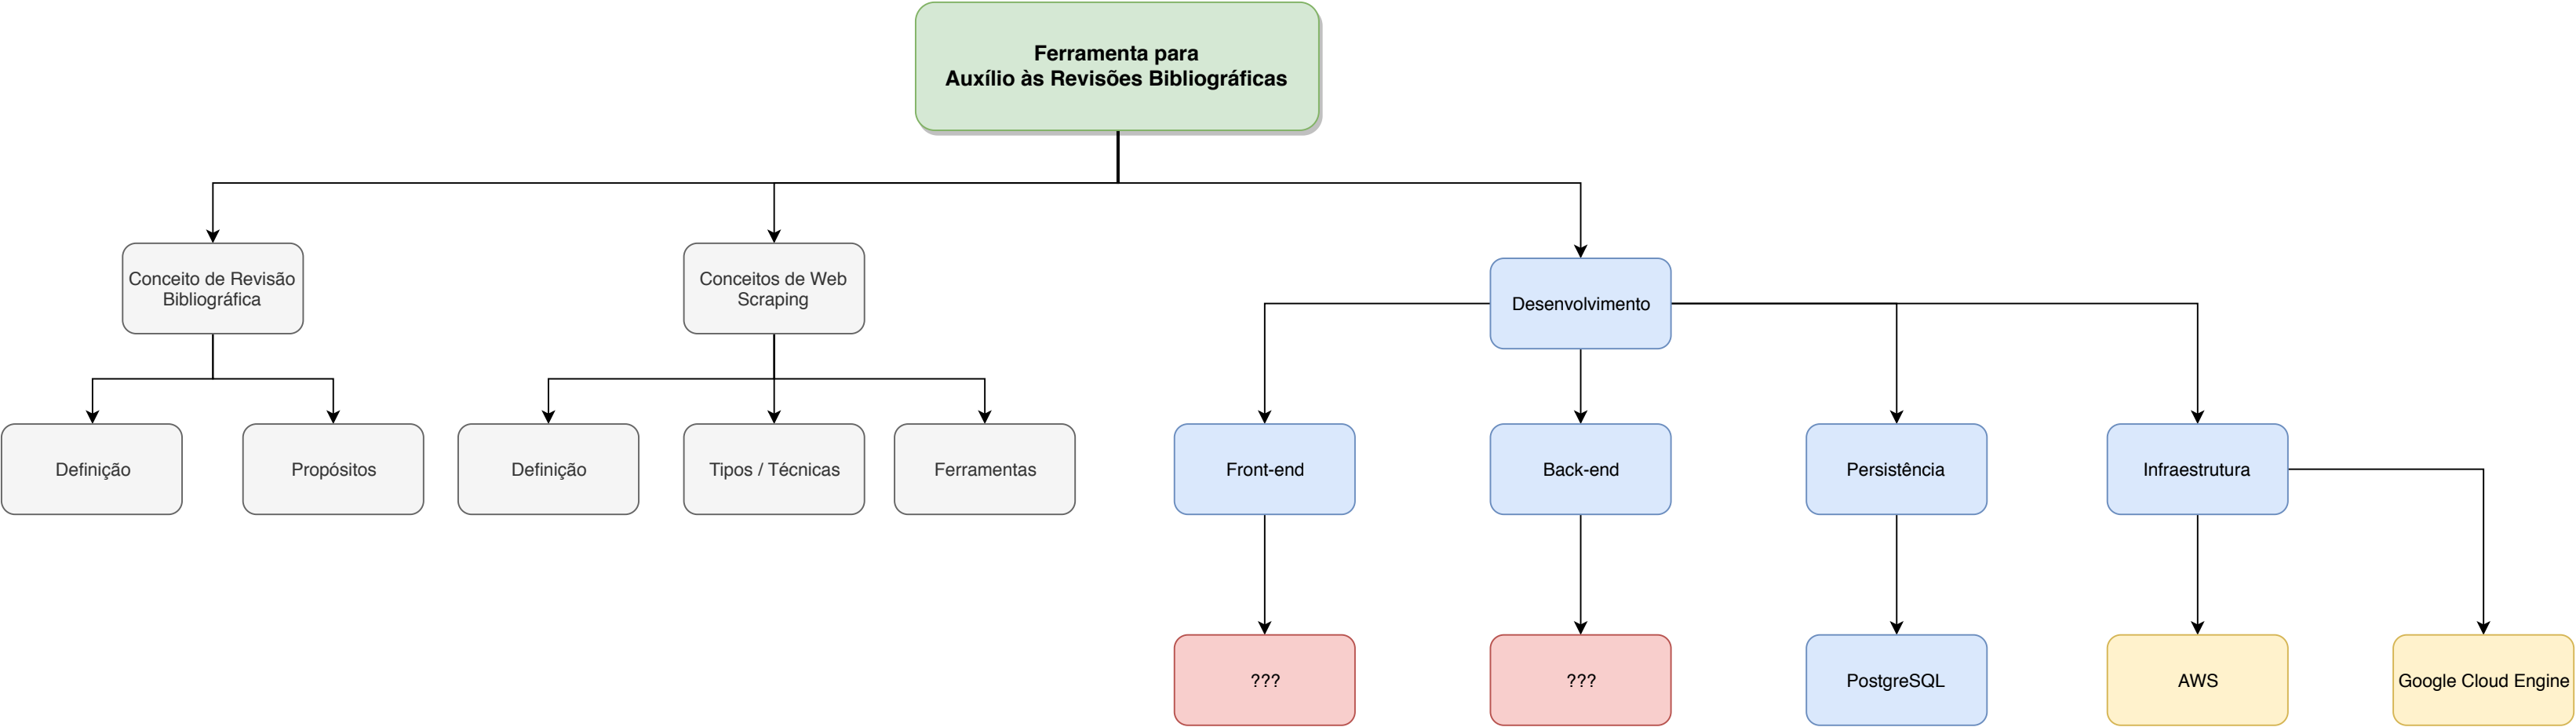 Ferramenta para
Auxílio às Revisões Bibliográficas
Conceito de Revisão
Bibliográfica
Conceitos de Web
Scraping
Desenvolvimento
Definição
Propósitos
Definição
Tipos / Técnicas
Ferramentas
Front-end
Back-end
Persistência
Infraestrutura
???
???
PostgreSQL
AWS
Google Cloud Engine